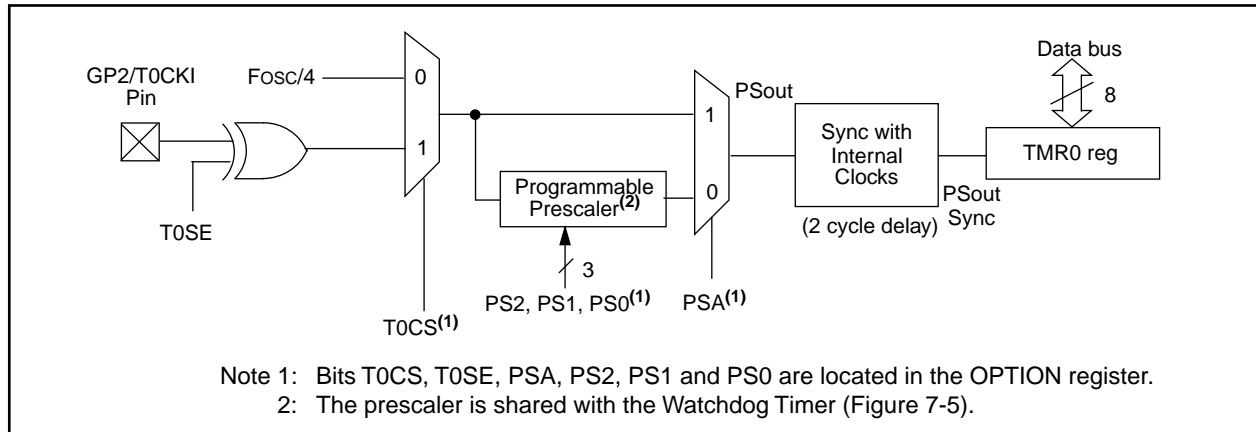 Data bus
8
GP2/T0CKI
Pin
FOSC/4
0
1
T0SE
T0CS(1)
Programmable
Prescaler(2)
3
PS2, PS1, PS0(1)
1
0
PSA(1)
PSout
Sync with
Internal
Clocks
(2 cycle delay)
PSout
Sync
TMR0 reg
Note 1: Bits T0CS, T0SE, PSA, PS2, PS1 and PS0 are located in the OPTION register.
2: The prescaler is shared with the Watchdog Timer (Figure 7-5).